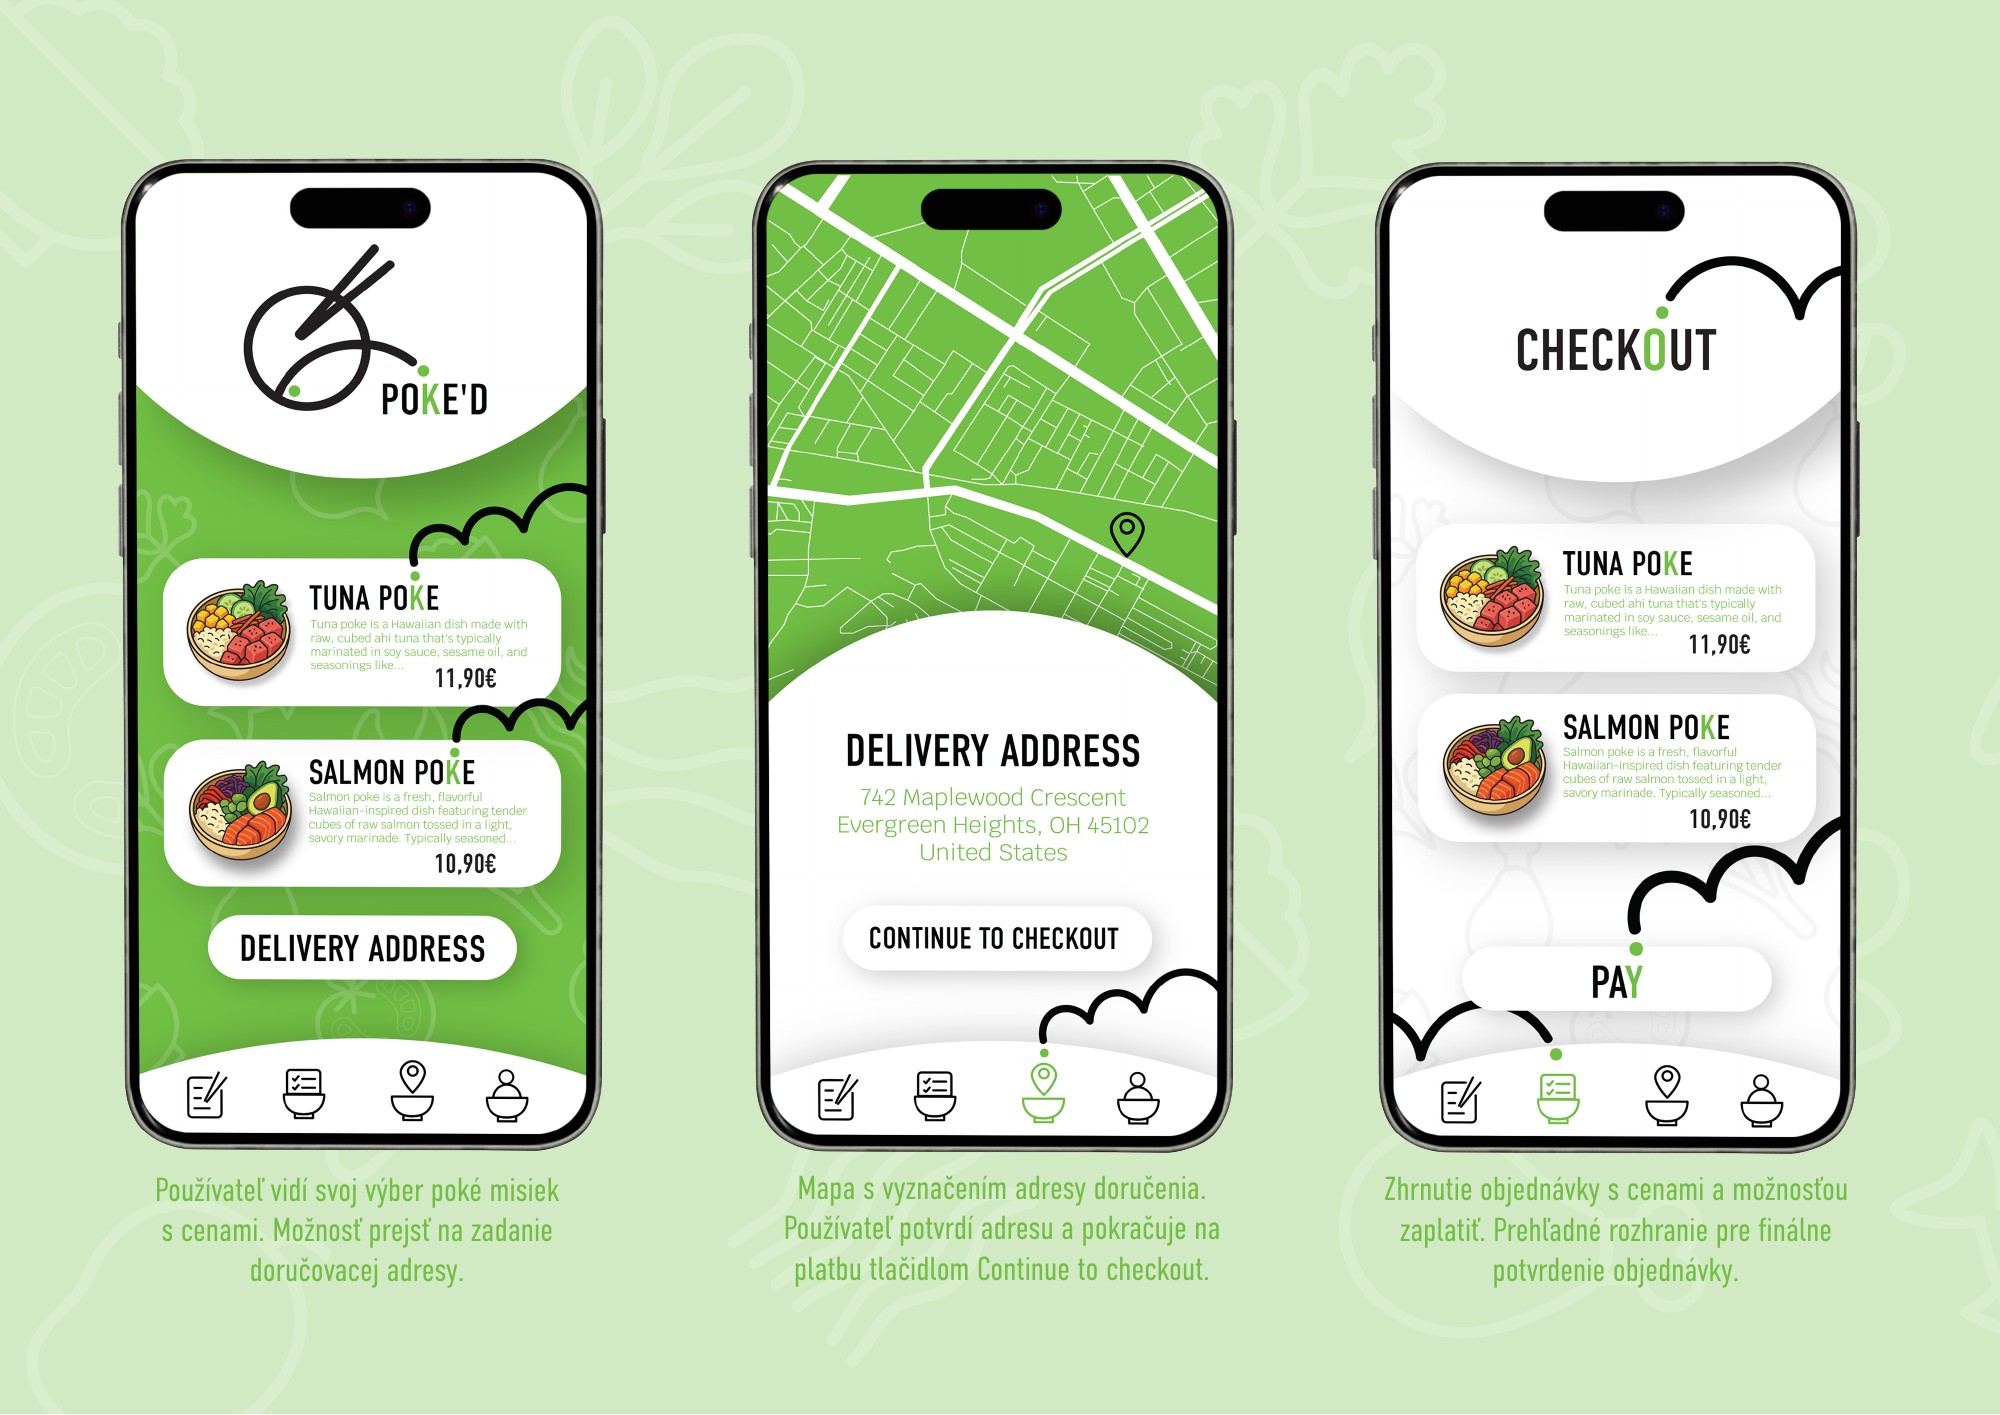 POKE'D
TUNA POKE
Tuna poke is a Hawaiian dish made with
raw, cubed ahi tuna that's typically
marinated in soy sauce, sesame oil, and
seasonings like...
11,90€
SALMON POKE
Salmon poke is a fresh, flavorful
Hawaiian-inspired dish featuring tender
cubes of raw salmon tossed in a light,
savory marinade. Typically seasoned...
10,90€
DELIVERY ADDRESS
Používateľ vidí svoj výber poké misiek
s cenami. Možnosť prejsť na zadanie
doručovacej adresy.
DELIVERY ADDRESS
742 Maplewood Crescent
Evergreen Heights, OH 45102
United States
CONTINUE TO CHECKOUT
Mapa s vyznačením adresy doručenia.
Používateľ potvrdí adresu a pokračuje na
platbu tlačidlom Continue to checkout.
CHECKOUT
TUNA POKE
Tuna poke is a Hawaiian dish made with
raw, cubed ahi tuna that's typically
marinated in soy sauce, sesame oil, and
seasonings like...
11,90€
SALMON POKE
Salmon poke is a fresh, flavorful
Hawaiian-inspired dish featuring tender
cubes of raw salmon tossed in a light,
savory marinade. Typically seasoned...
10,90€
PAY
Zhrnutie objednávky s cenami a možnosťou
zaplatiť. Prehľadné rozhranie pre finálne
potvrdenie objednávky.